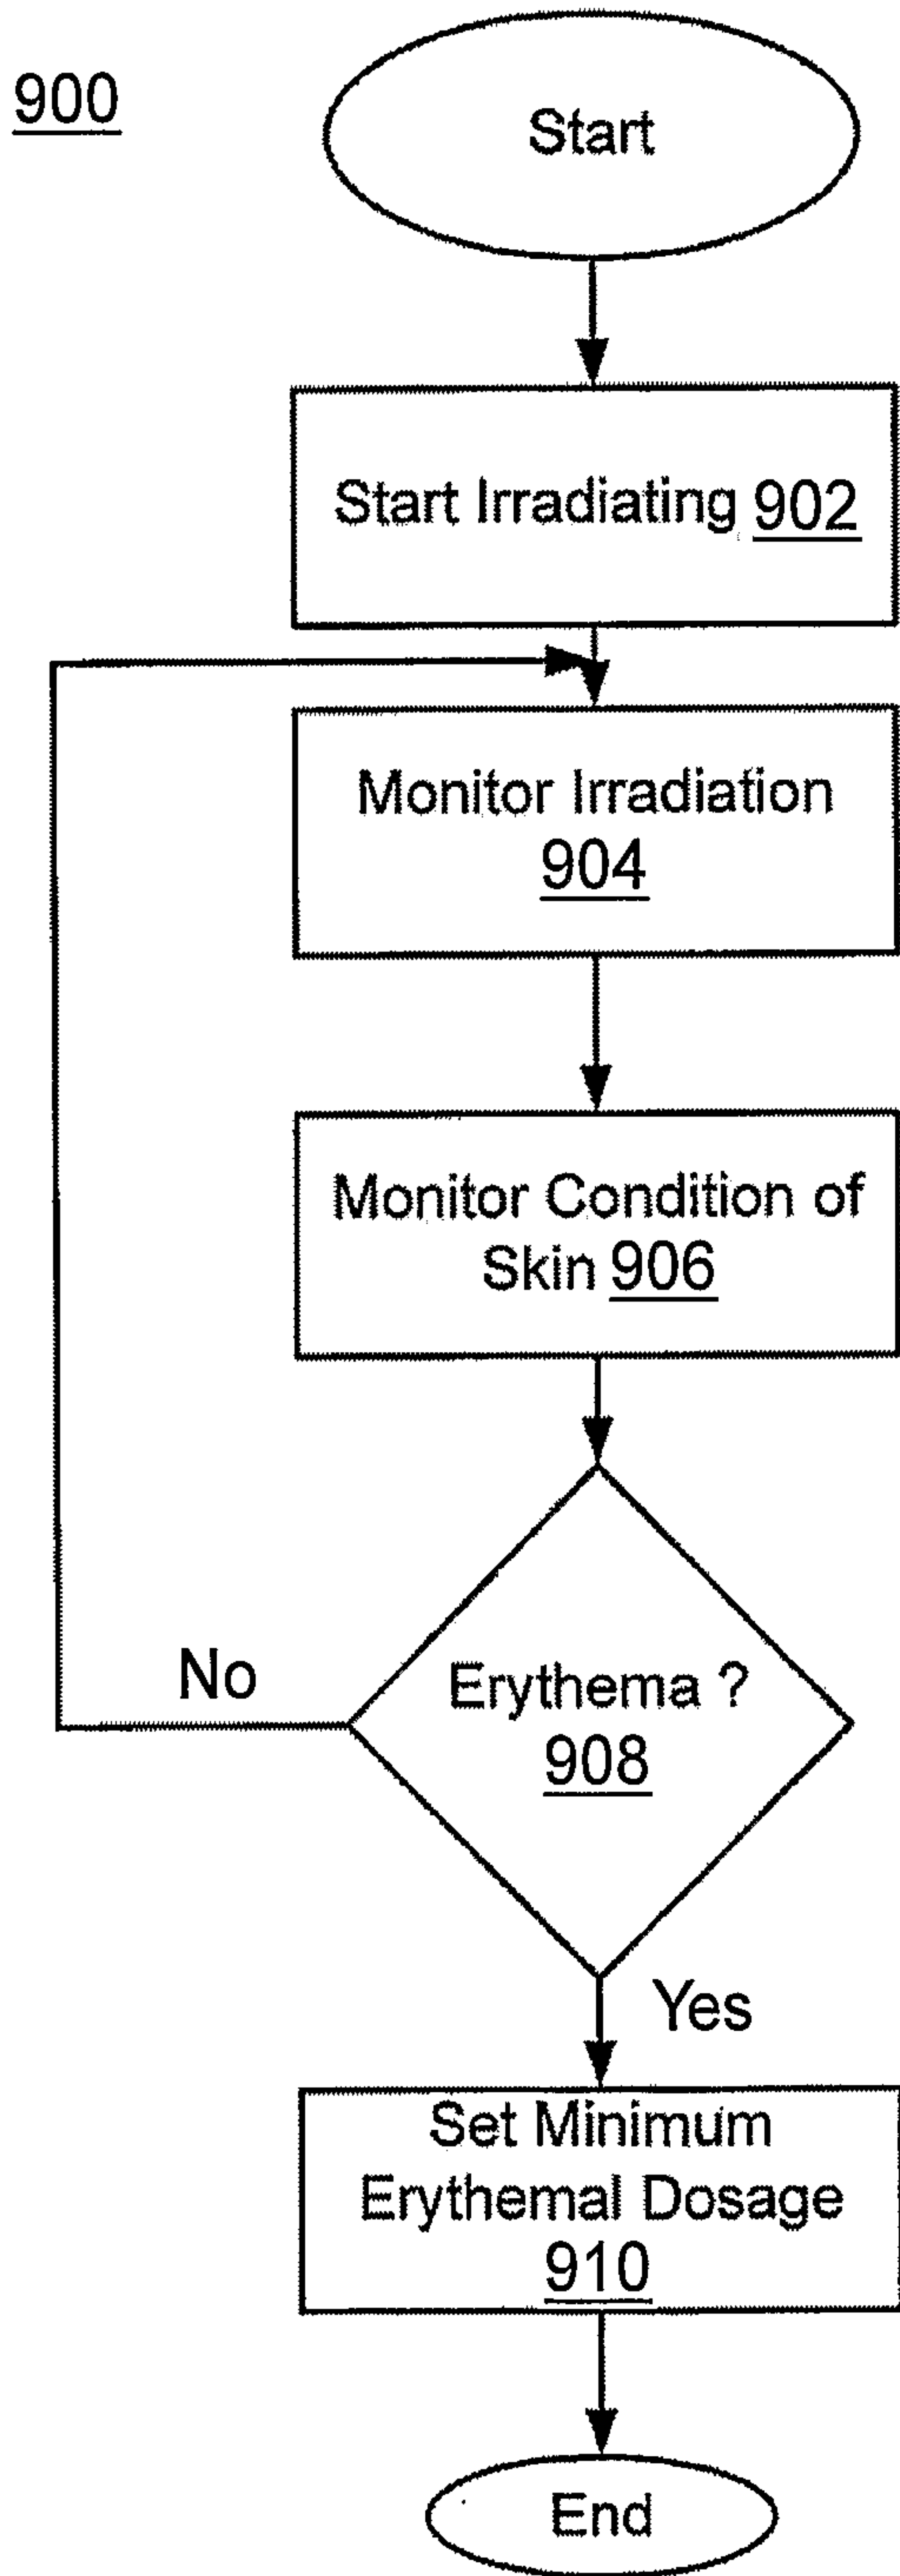 900
Start
Start Irradiating 902
Monitor Irradiation
904
Monitor Condition of
Skin 906
Erythema ?
908
No
Yes
Set Minimum
Erythemal Dosage
910
End